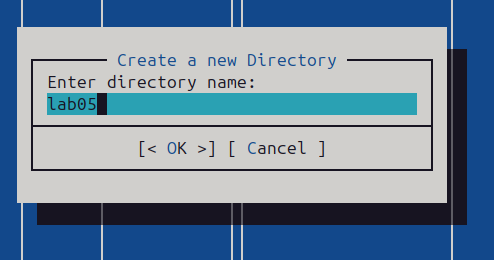 Create a new Directory
Enter directory name:
lab05
[< OK >] [ Cancel ]